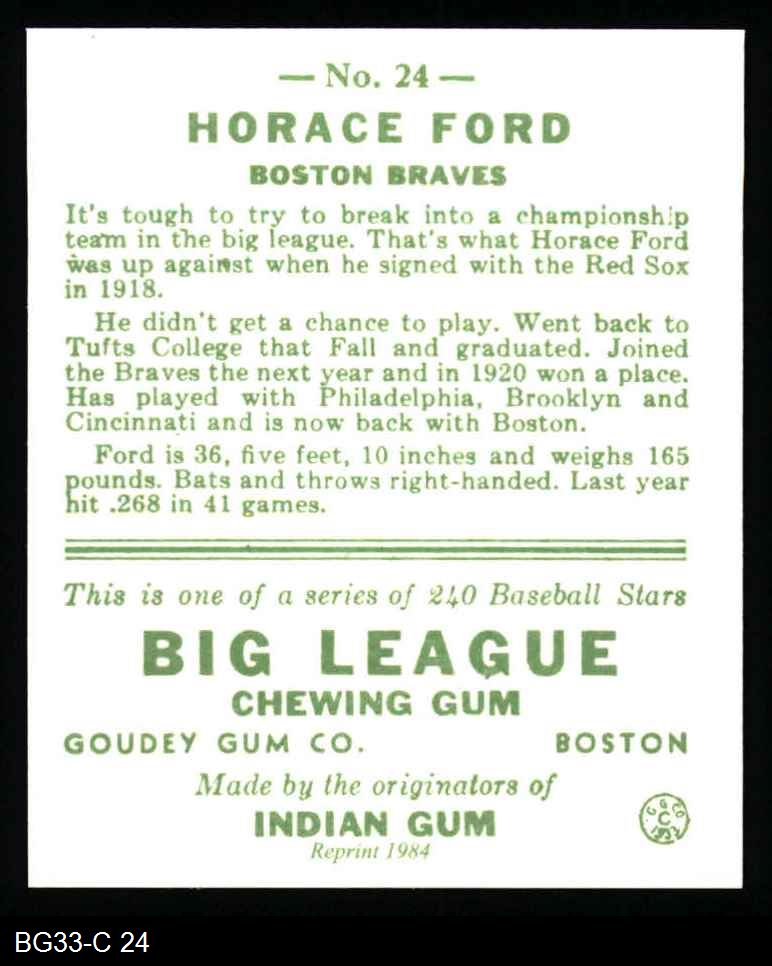 — No. 24 —
HORACE FORD
BOSTON BRAVES
It's tough to try to break into a championship
team in the big league. That's what Horace Ford
was up against when he signed with the Red Sox
in 1918.
He didn't get a chance to play. Went back to
Tufts College that Fall and graduated. Joined
the Braves the next year and in 1920 won a place.
Has played with Philadelphia, Brooklyn and
Cincinnati and is now back with Boston.
Ford is 36, five feet, 10 inches and weighs 165
pounds. Bats and throws right-handed. Last year
hit .268 in 41 games.
This is one of a series of 240 Baseball Stars
BIG LEAGUE
CHEWING GUM
GOUDEY GUM CO. BOSTON
Made by the originators of
INDIAN GUM
Reprint 1984
G G CO
C
BG33-C 24